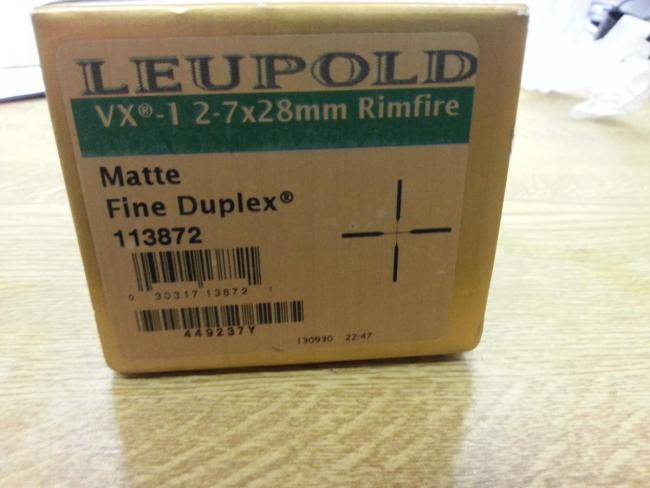 LEUPOLD
VX®-1 2-7x28mm Rimfire
Matte
Fine Duplex®
113872
0 30317 13872 1
449237Y
130930 22:47